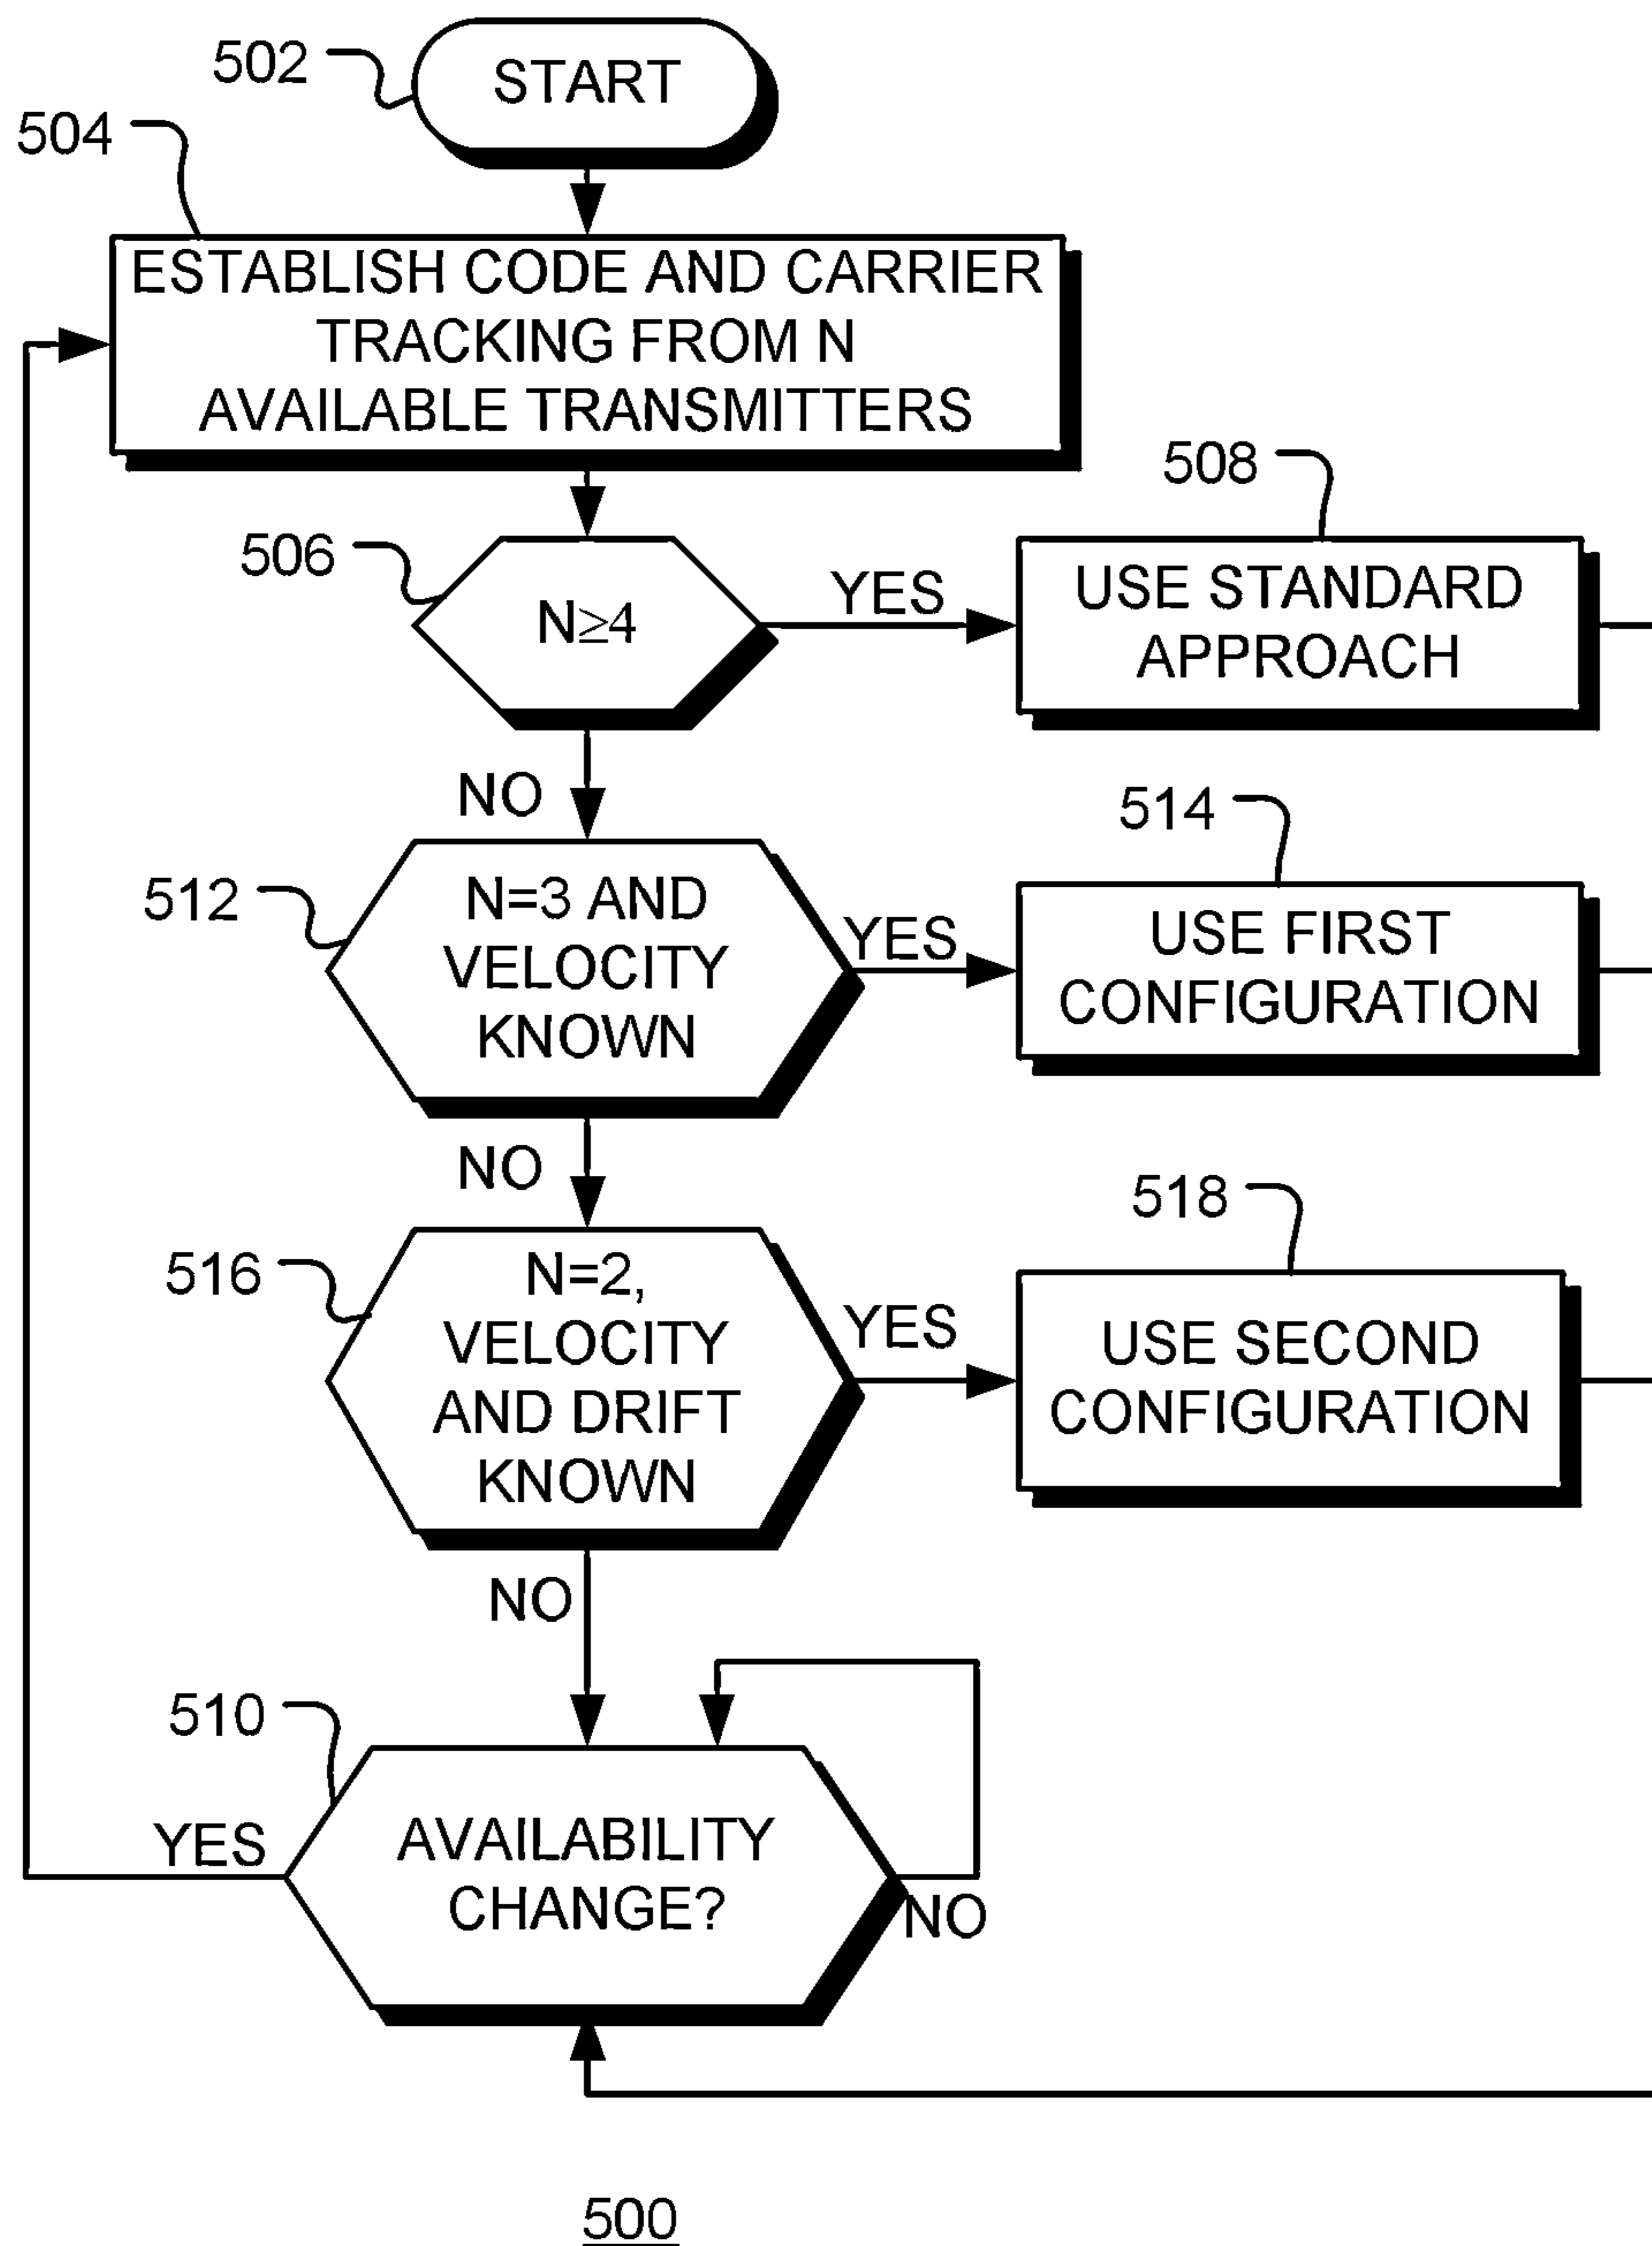 502
START
504
ESTABLISH CODE AND CARRIER
TRACKING FROM N
AVAILABLE TRANSMITTERS
506
N≥4
YES
508
USE STANDARD
APPROACH
NO
512
N=3 AND
VELOCITY
KNOWN
YES
514
USE FIRST
CONFIGURATION
NO
516
N=2,
VELOCITY
AND DRIFT
KNOWN
YES
518
USE SECOND
CONFIGURATION
NO
510
YES
AVAILABILITY
CHANGE?
NO
500